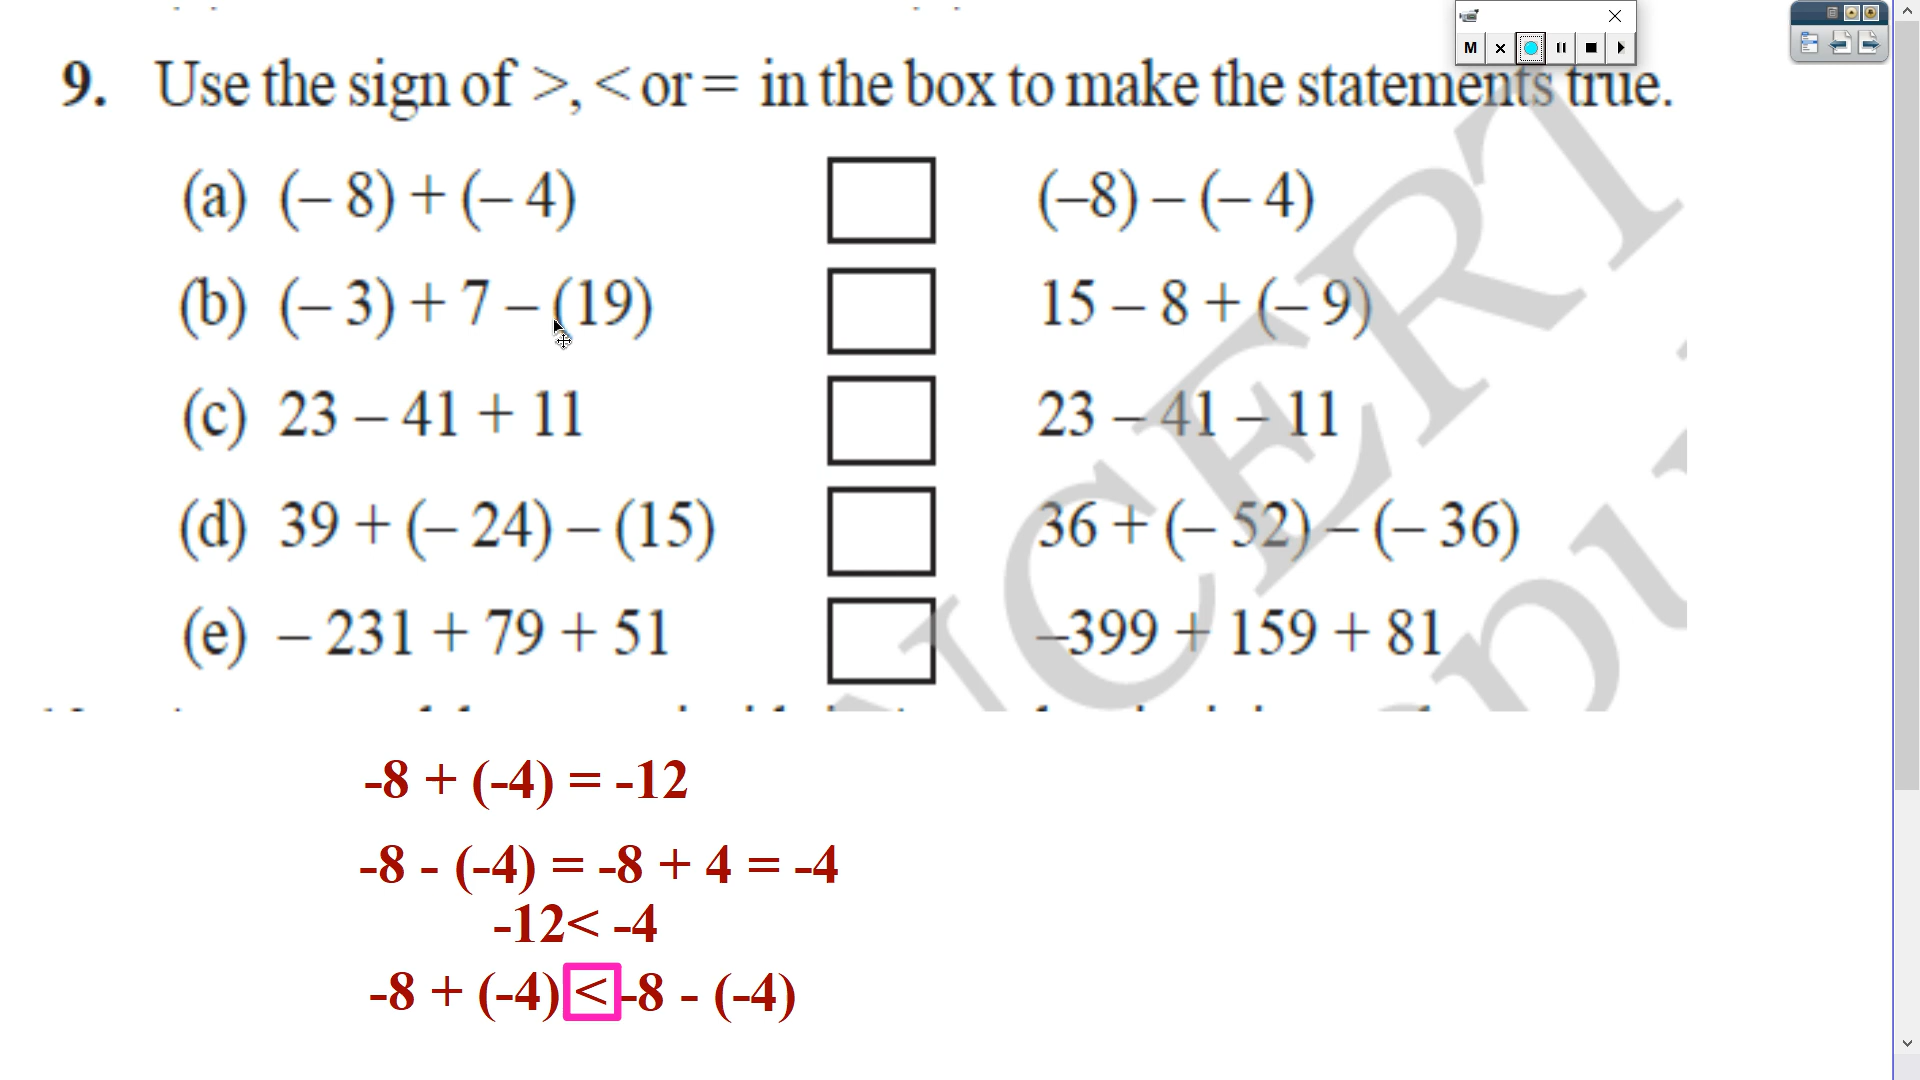 M
9. Use the sign of >, < or = in the box to make the statements true.
(a) (– 8) + (– 4) (–8) – (– 4)
(b) (– 3) + 7 – (19) 15 – 8 + (– 9)
(c) 23 – 41 + 11 23 – 41 – 11
(d) 39 + (– 24) – (15) 36 + (– 52) – (– 36)
(e) – 231 + 79 + 51 –399 + 159 + 81
NCERT
-8 + (-4) = -12
-8 - (-4) = -8 + 4 = -4
-12< -4
-8 + (-4) < -8 - (-4)